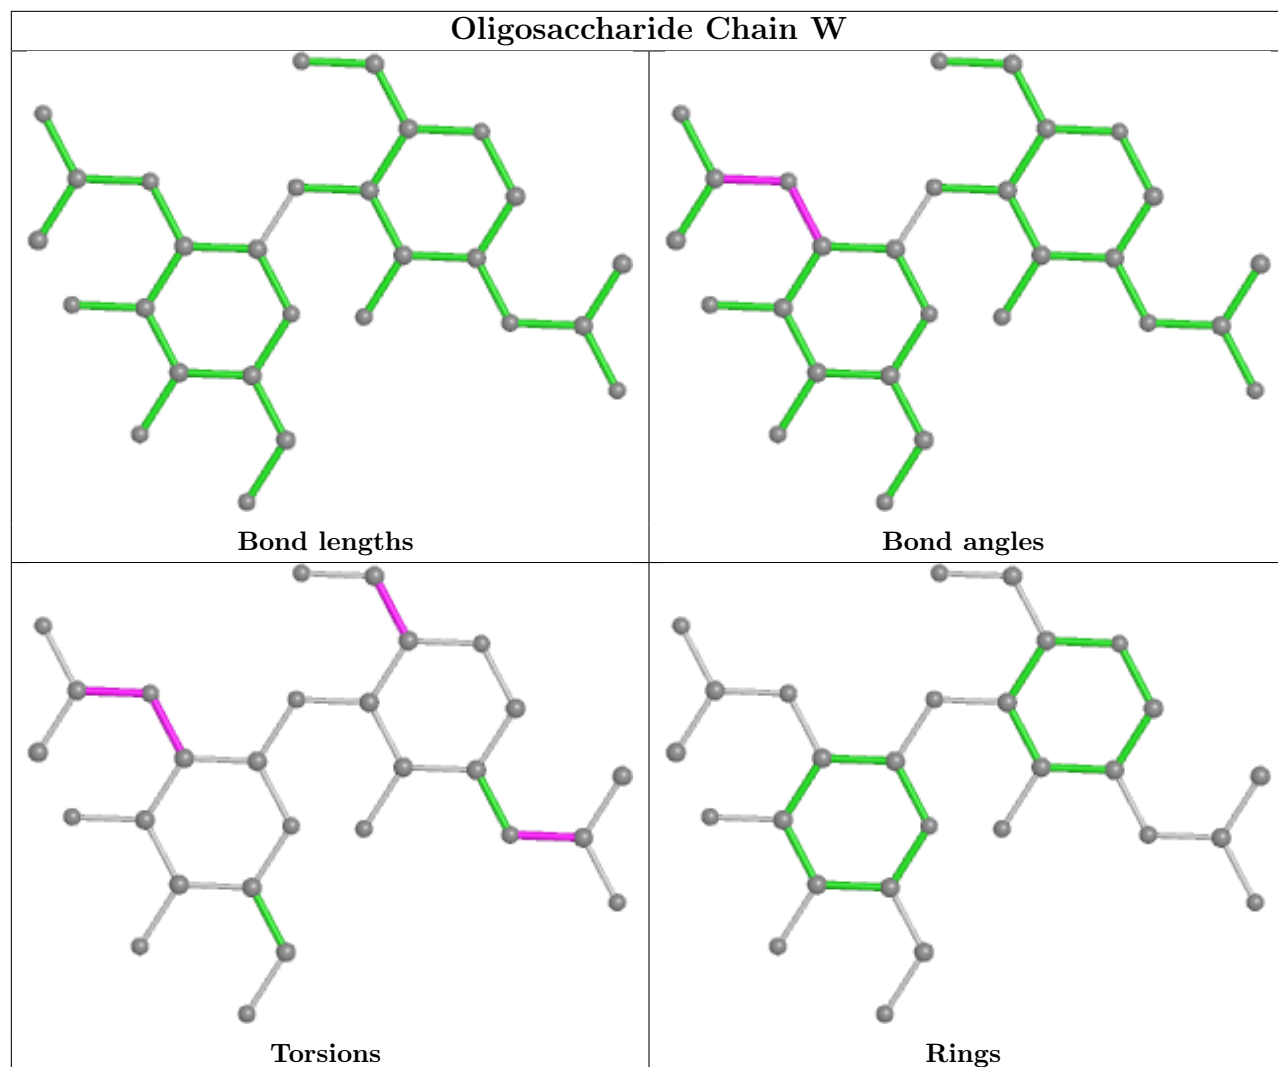 Oligosaccharide Chain W
Bond lengths
Bond angles
Torsions
Rings